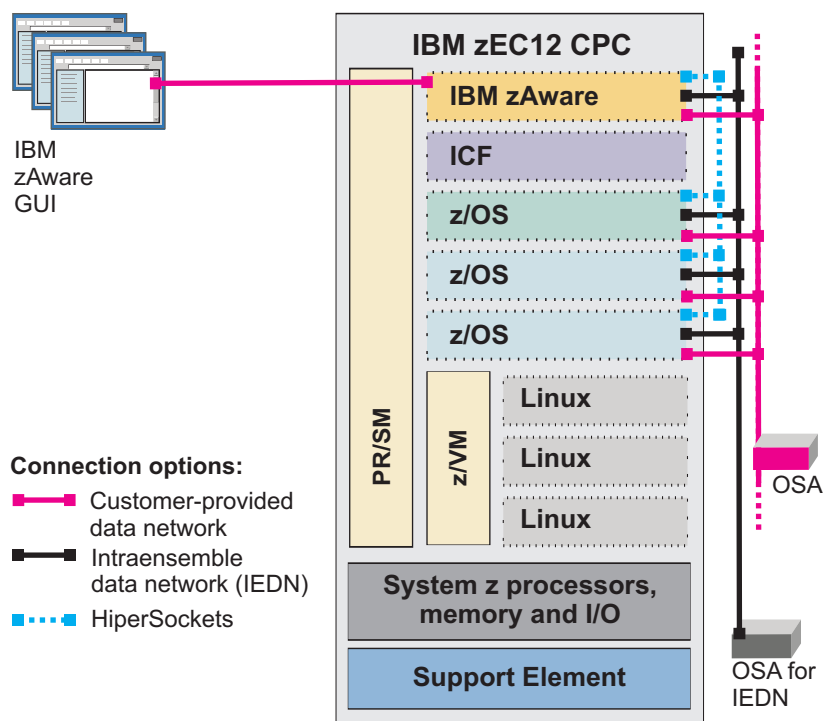 IBM zEC12 CPC
IBM
zAware
GUI
PR/SM
IBM zAware
ICF
z/OS
z/OS
z/OS
z/VM
Linux
Linux
Linux
System z processors,
memory and I/O
Support Element
Connection options:
Customer-provided
data network
Intraensemble
data network (IEDN)
HiperSockets
OSA
OSA for
IEDN